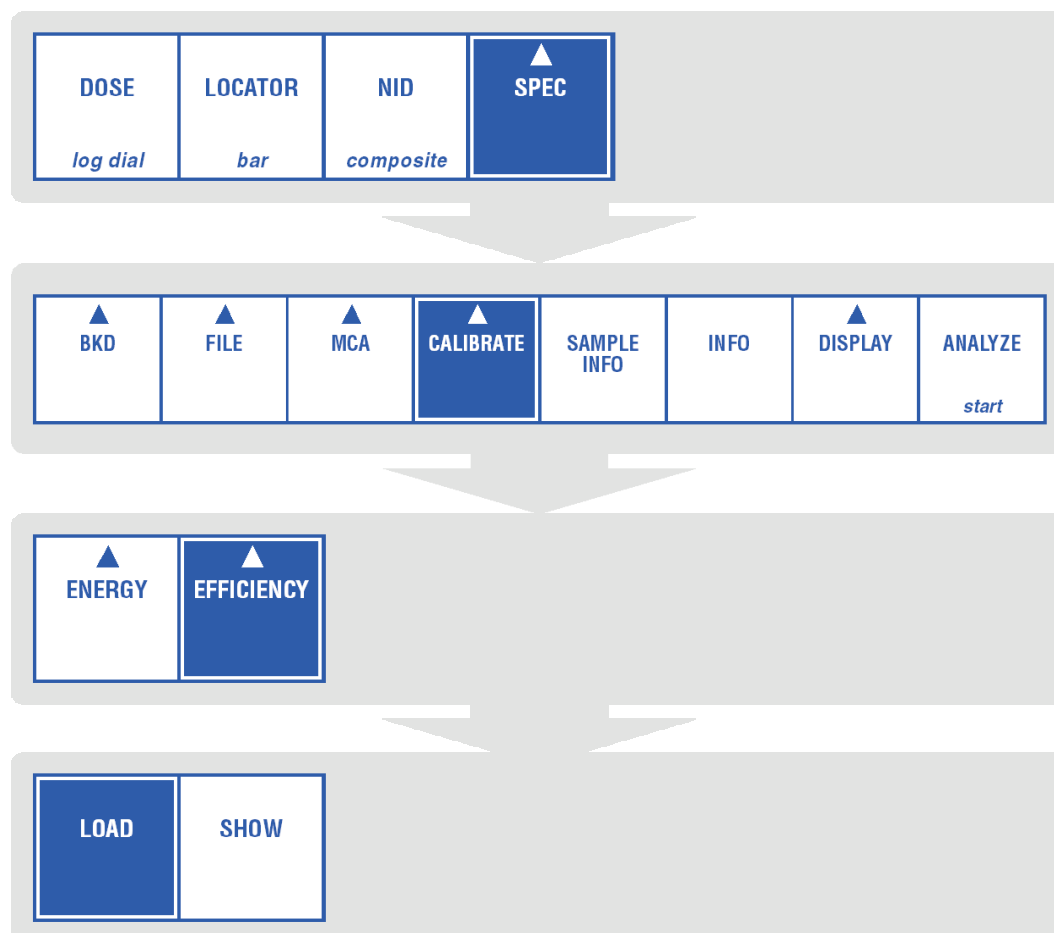 DOSE LOCATOR NID SPEC
log dial bar composite
BKD FILE MCA CALIBRATE SAMPLE INFO DISPLAY ANALYZE
INFO
start
ENERGY EFFICIENCY
LOAD SHOW